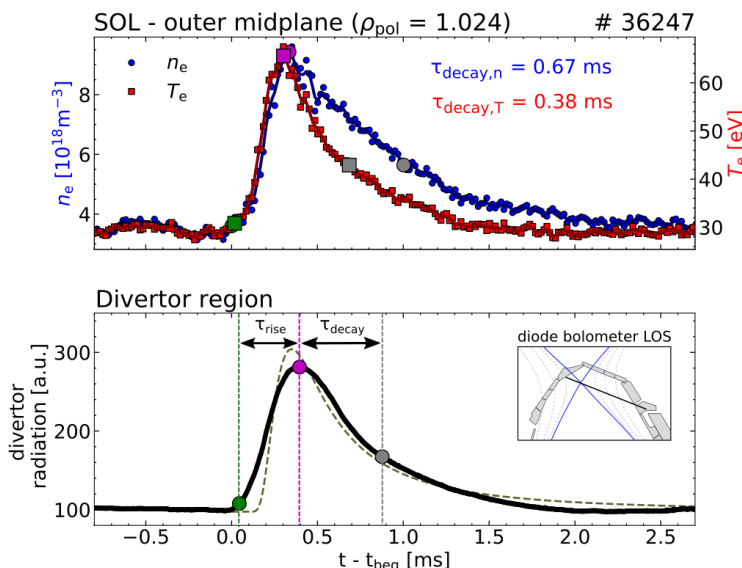 SOL - outer midplane (ρpol = 1.024) # 36247
ne
Te
τdecay,n = 0.67 ms
τdecay,T = 0.38 ms
ne [10^18m^−3]
Te [eV]
8
6
4
60
50
40
30
Divertor region
τrise
τdecay
diode bolometer LOS
divertor
radiation [a.u.]
300
200
100
−0.5 0.0 0.5 1.0 1.5 2.0 2.5
t - tbeg [ms]